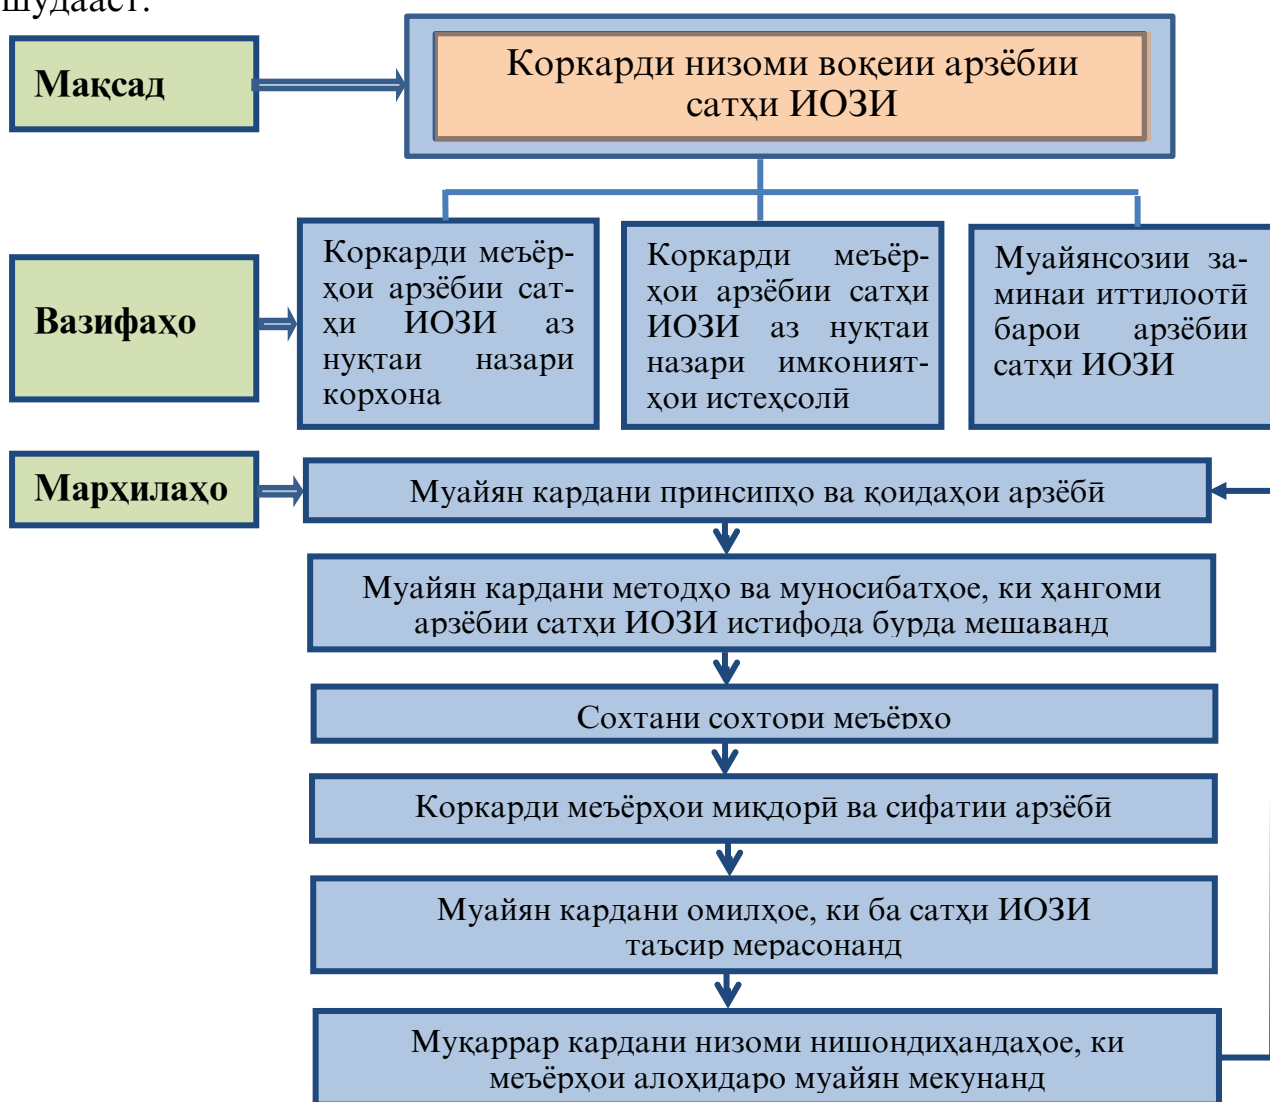 шудааст.
Мақсад
Коркарди низоми воқеии арзёбии
сатҳи ИОЗИ
Вазифаҳо
Коркарди меъёр-
ҳои арзёбии сат-
ҳи ИОЗИ аз
нуқтаи назари
корхона
Коркарди меъёр-
ҳои арзёбии сатҳи
ИОЗИ аз нуқтаи
назари имконият-
ҳои истеҳсолӣ
Муайянсозии за-
минаи иттилоотӣ
барои арзёбии
сатҳи ИОЗИ
Марҳилаҳо
Муайян кардани принсипҳо ва қоидаҳои арзёбӣ
Муайян кардани методҳо ва муносибатҳое, ки ҳангоми
арзёбии сатҳи ИОЗИ истифода бурда мешаванд
Сохтани сохтори меъёрҳо
Коркарди меъёрҳои миқдорӣ ва сифатии арзёбӣ
Муайян кардани омилҳое, ки ба сатҳи ИОЗИ
таъсир мерасонанд
Муқаррар кардани низоми нишондиҳандаҳое, ки
меъёрҳои алоҳидаро муайян мекунанд